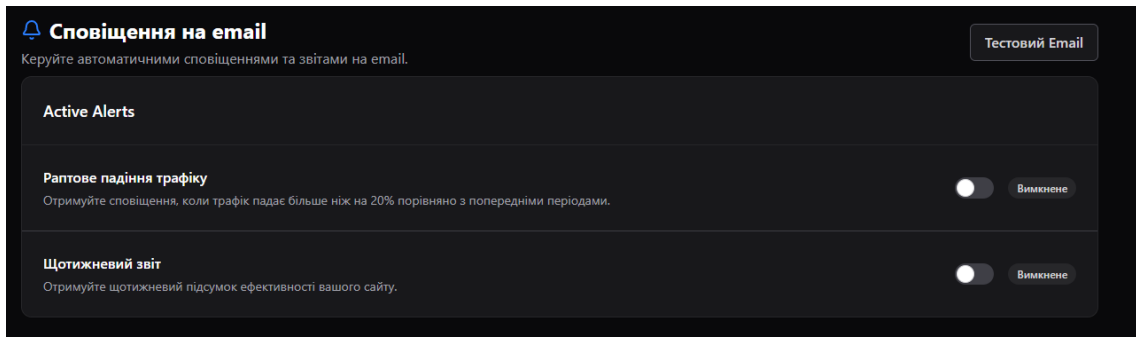 Сповіщення на email
Тестовий Email
Керуйте автоматичними сповіщеннями та звітами на email.
Active Alerts
Раптове падіння трафіку
Отримуйте сповіщення, коли трафік падає більше ніж на 20% порівняно з попередніми періодами.
Вимкнене
Щотижневий звіт
Отримуйте щотижневий підсумок ефективності вашого сайту.
Вимкнене